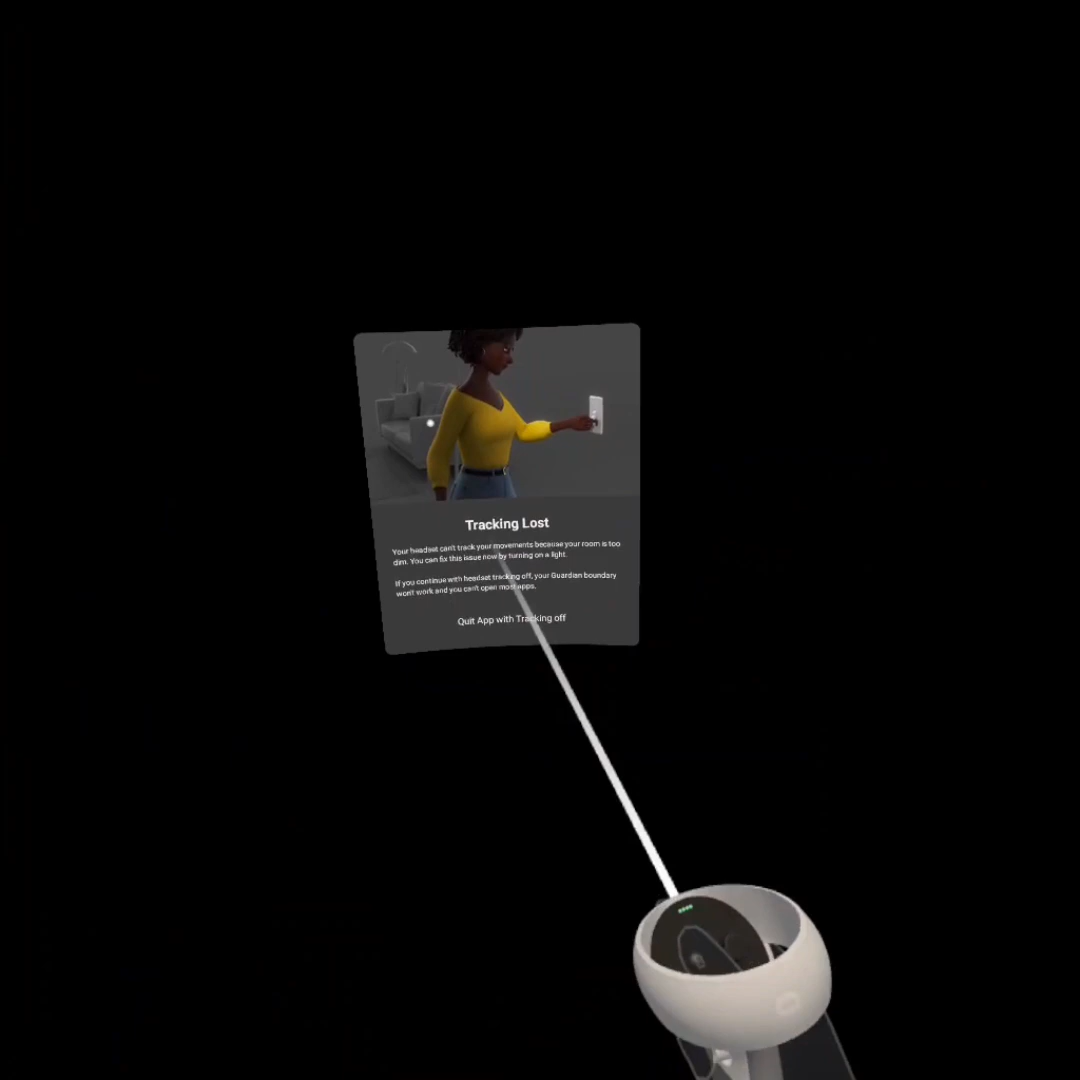 Tracking Lost
Your headset can't track your movements because your room is too
dim. You can fix this issue now by turning on a light.
If you continue with headset tracking off, your Guardian boundary
won't work and you can't open most apps.
Quit App with Tracking off